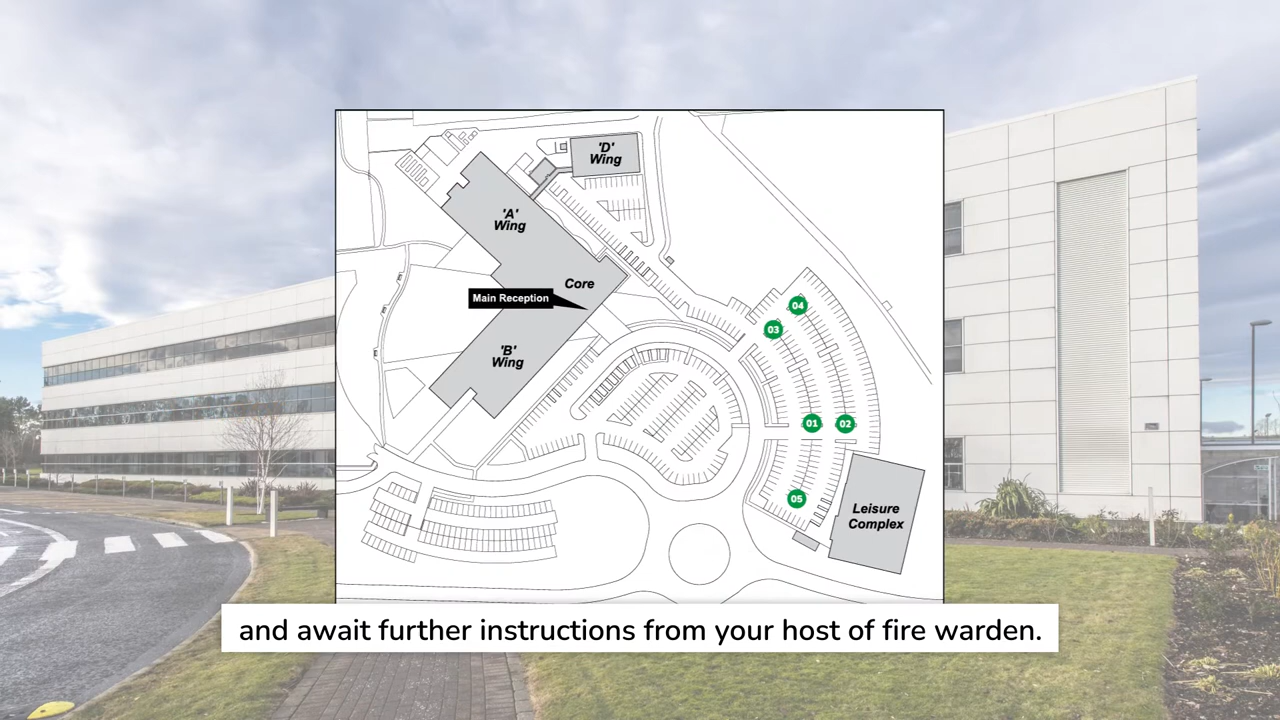 'D'
Wing
'A'
Wing
Core
Main Reception
'B'
Wing
04
03
01
02
05
Leisure
Complex
and await further instructions from your host of fire warden.